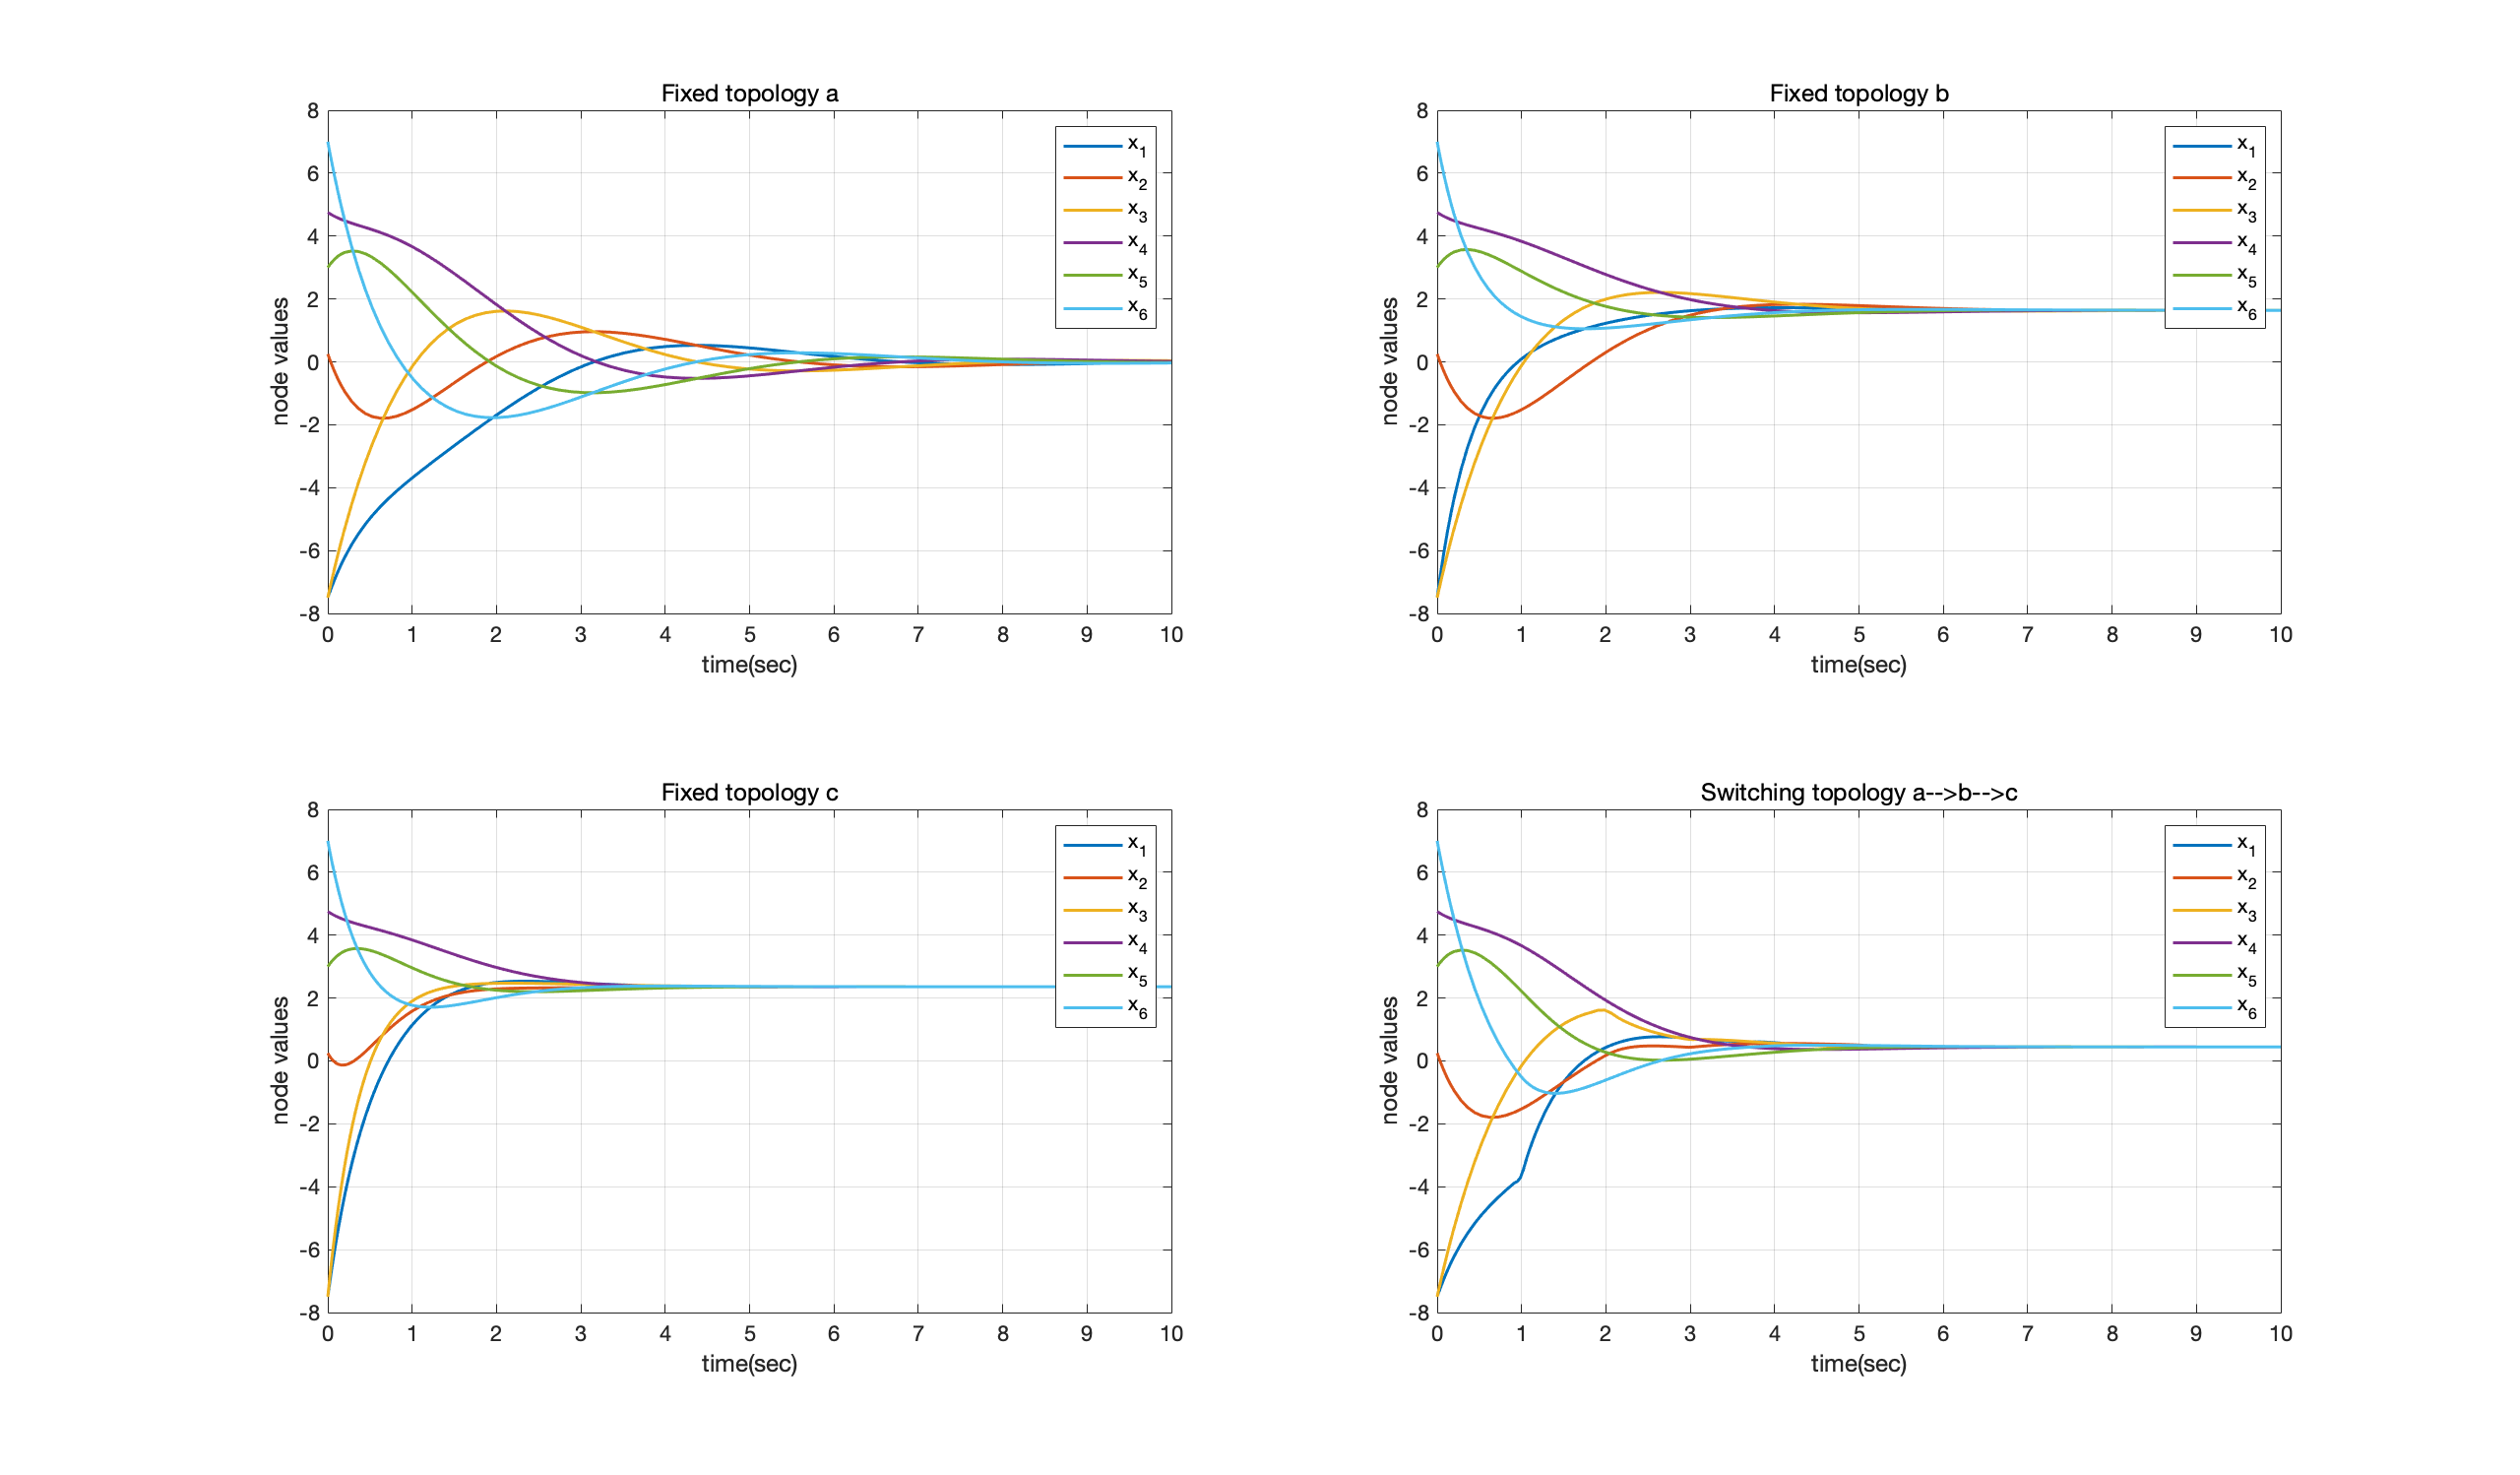 Fixed topology a
8
6
4
2
0
-2
-4
-6
-8
node values
0 1 2 3 4 5 6 7 8 9 10
time(sec)
x1
x2
x3
x4
x5
x6
Fixed topology b
8
6
4
2
0
-2
-4
-6
-8
node values
0 1 2 3 4 5 6 7 8 9 10
time(sec)
x1
x2
x3
x4
x5
x6
Fixed topology c
8
6
4
2
0
-2
-4
-6
-8
node values
0 1 2 3 4 5 6 7 8 9 10
time(sec)
x1
x2
x3
x4
x5
x6
Switching topology a-->b-->c
8
6
4
2
0
-2
-4
-6
-8
node values
0 1 2 3 4 5 6 7 8 9 10
time(sec)
x1
x2
x3
x4
x5
x6